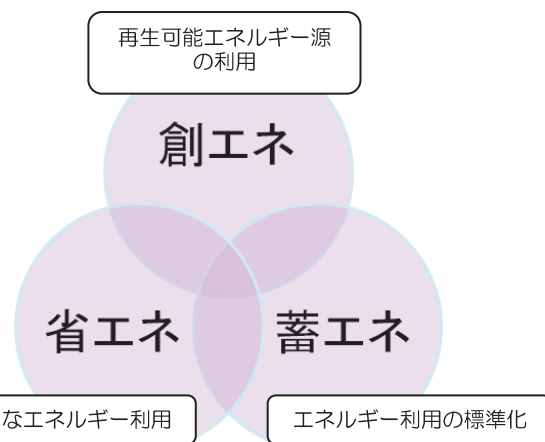 再生可能エネルギー源
の利用
創エネ
省エネ
蓄エネ
なエネルギー利用
エネルギー利用の標準化